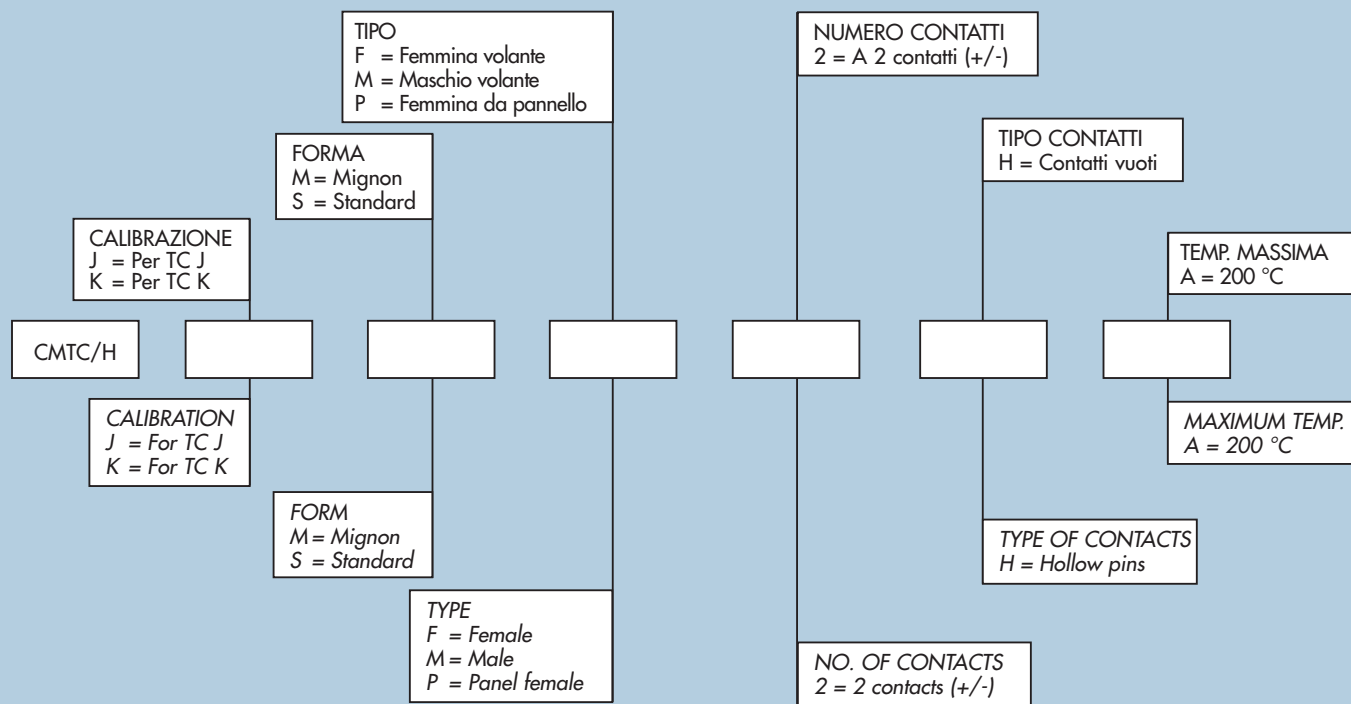 TIPO
F = Femmina volante
M = Maschio volante
P = Femmina da pannello
NUMERO CONTATTI
2 = A 2 contatti (+/-)
FORMA
M = Mignon
S = Standard
TIPO CONTATTI
H = Contatti vuoti
CALIBRAZIONE
J = Per TC J
K = Per TC K
TEMP. MASSIMA
A = 200 °C
CMTC/H
CALIBRATION
J = For TC J
K = For TC K
MAXIMUM TEMP.
A = 200 °C
FORM
M = Mignon
S = Standard
TYPE OF CONTACTS
H = Hollow pins
TYPE
F = Female
M = Male
P = Panel female
NO. OF CONTACTS
2 = 2 contacts (+/-)